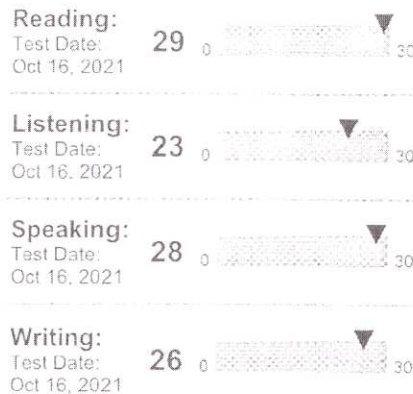 Reading:
Test Date:
Oct 16, 2021
29
0
30
Listening:
Test Date:
Oct 16, 2021
23
0
30
Speaking:
Test Date:
Oct 16, 2021
28
0
30
Writing:
Test Date:
Oct 16, 2021
26
0
30